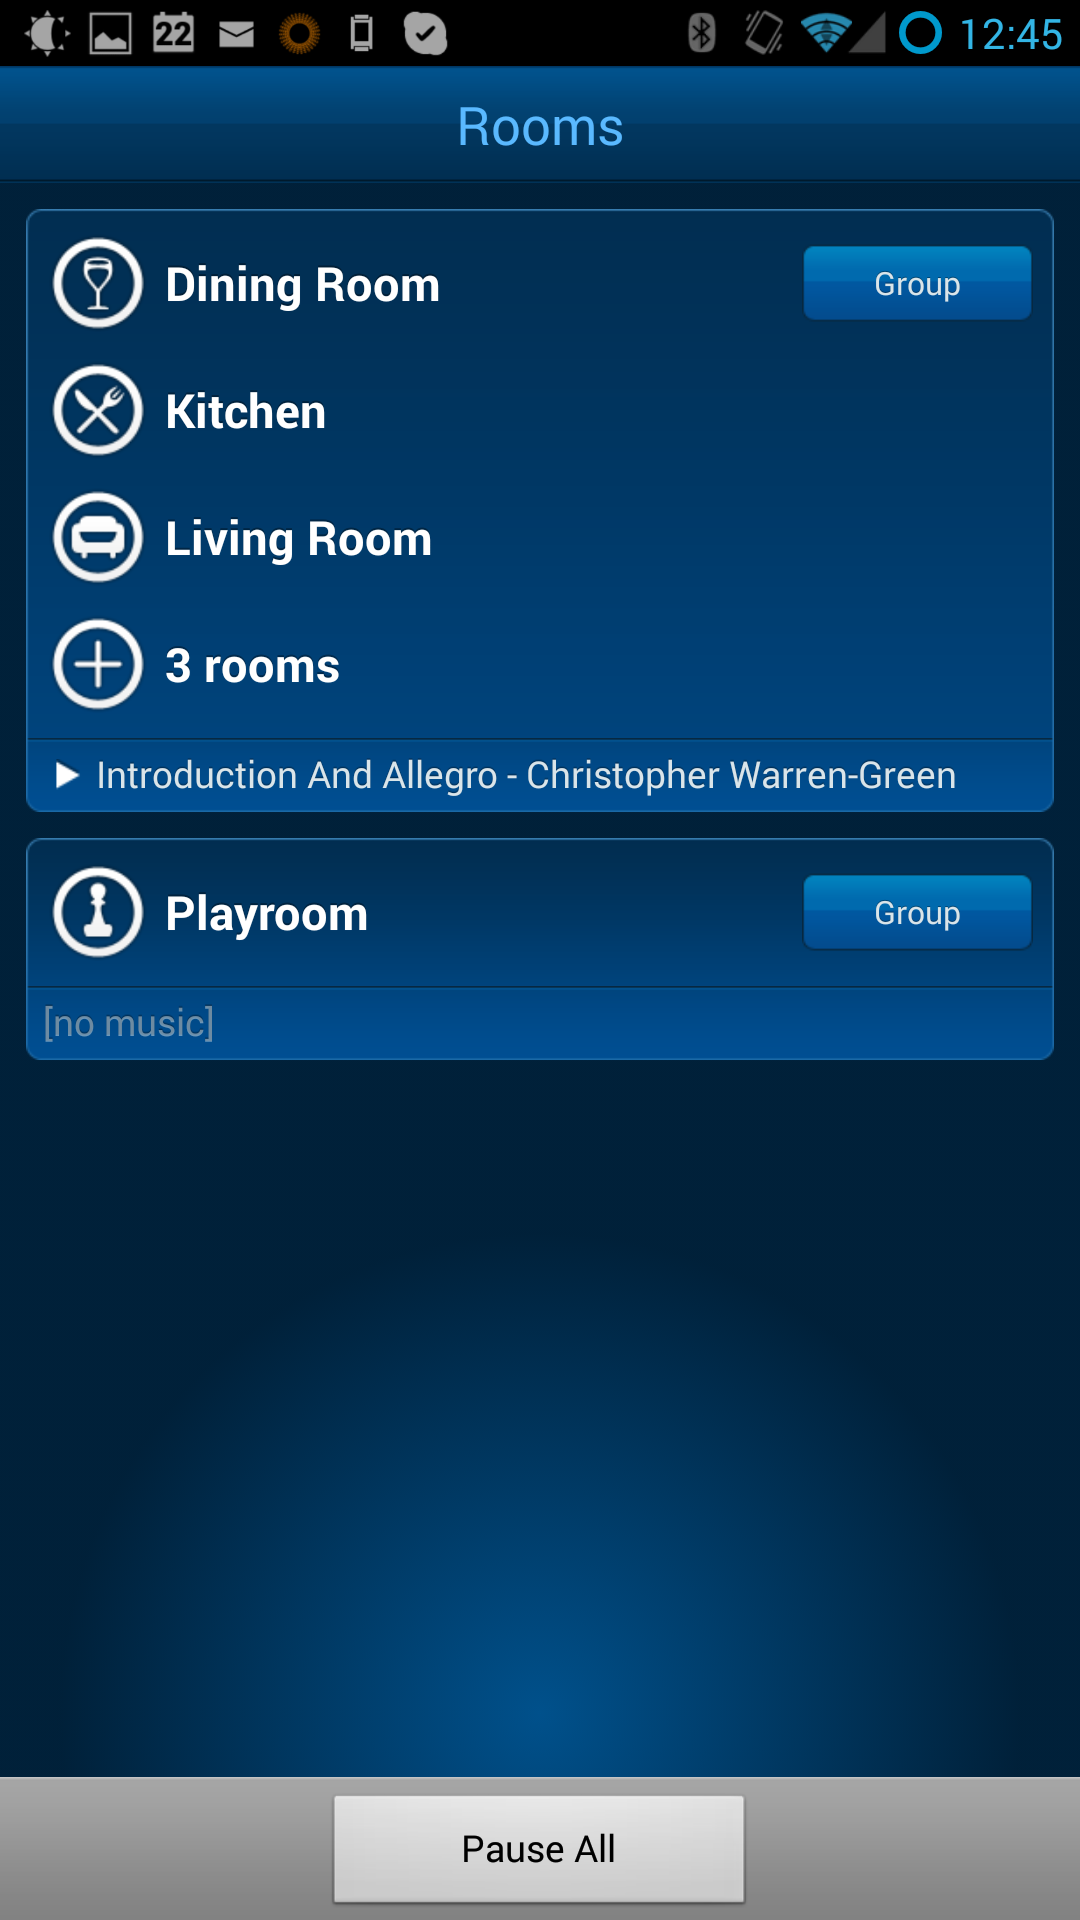 22
12:45
Rooms
Dining Room
Group
Kitchen
Living Room
3 rooms
Introduction And Allegro - Christopher Warren-Green
Playroom
Group
[no music]
Pause All